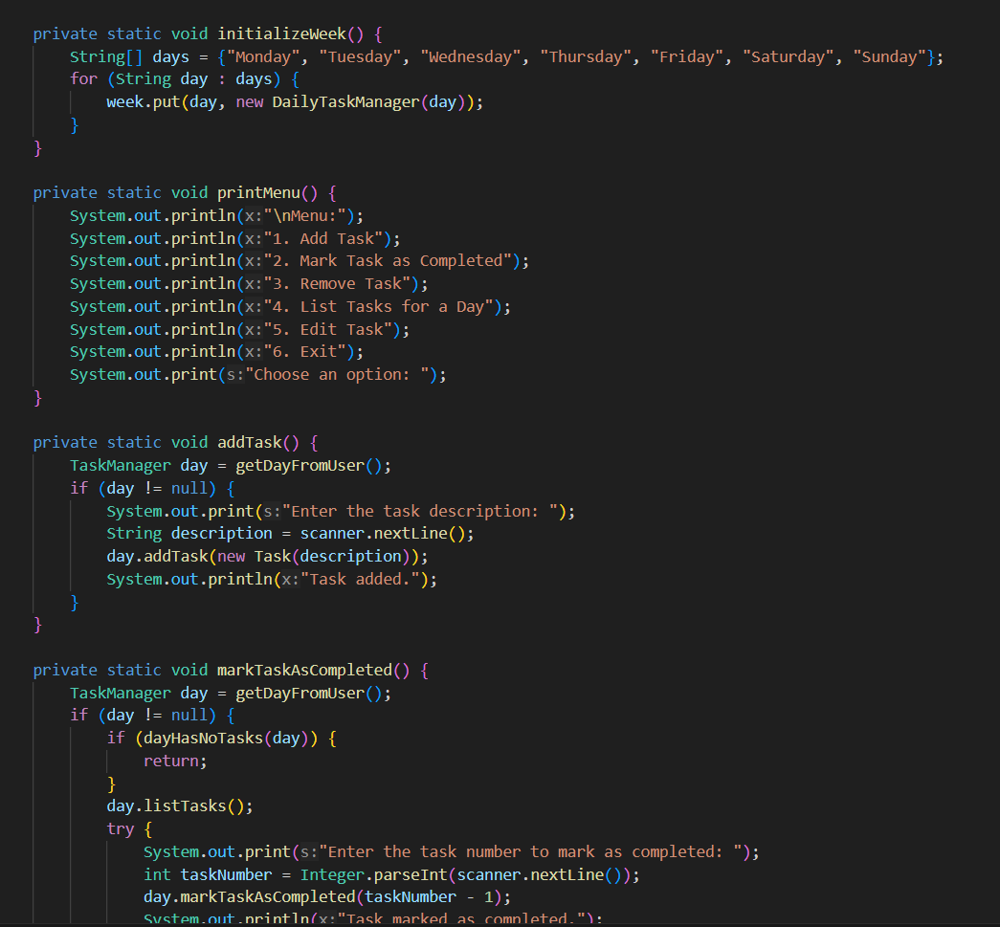 private static void initializeWeek() {
    String[] days = {"Monday", "Tuesday", "Wednesday", "Thursday", "Friday", "Saturday", "Sunday"};
    for (String day : days) {
        week.put(day, new DailyTaskManager(day));
    }
}

private static void printMenu() {
    System.out.println(x:"\nMenu:");
    System.out.println(x:"1. Add Task");
    System.out.println(x:"2. Mark Task as Completed");
    System.out.println(x:"3. Remove Task");
    System.out.println(x:"4. List Tasks for a Day");
    System.out.println(x:"5. Edit Task");
    System.out.println(x:"6. Exit");
    System.out.print(s:"Choose an option: ");
}

private static void addTask() {
    TaskManager day = getDayFromUser();
    if (day != null) {
        System.out.print(s:"Enter the task description: ");
        String description = scanner.nextLine();
        day.addTask(new Task(description));
        System.out.println(x:"Task added.");
    }
}

private static void markTaskAsCompleted() {
    TaskManager day = getDayFromUser();
    if (day != null) {
        if (dayHasNoTasks(day)) {
            return;
        }
        day.listTasks();
        try {
            System.out.print(s:"Enter the task number to mark as completed: ");
            int taskNumber = Integer.parseInt(scanner.nextLine());
            day.markTaskAsCompleted(taskNumber - 1);
            System.out.println(x:"Task marked as completed.");